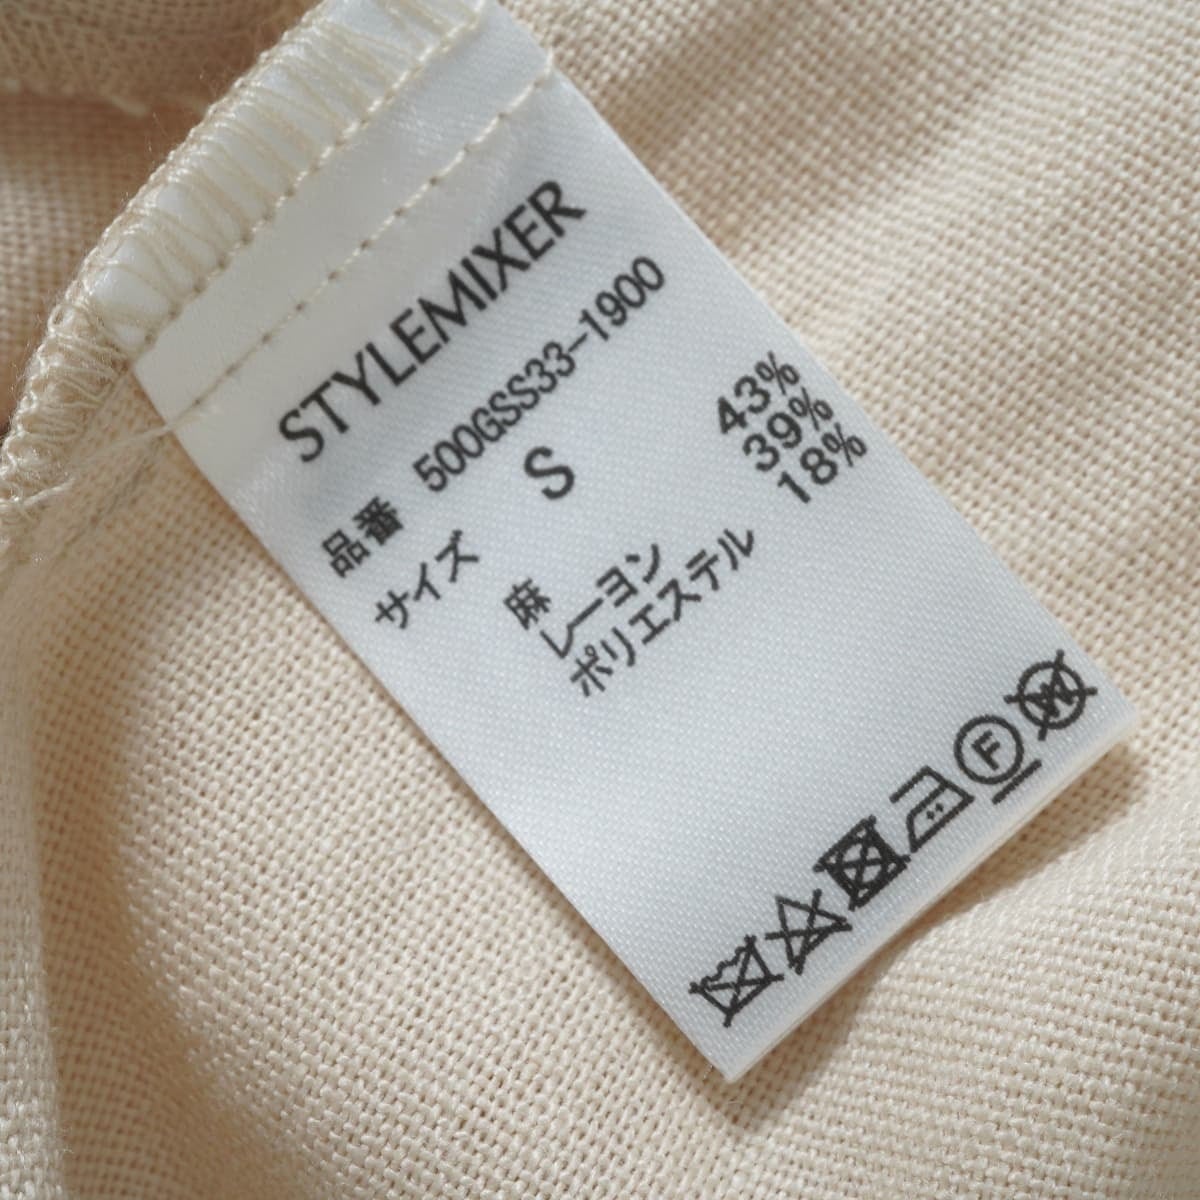 STYLEMIXER
品番 500GSS33-1900
サイズ S
麻 43%
レーヨン 39%
ポリエステル 18%
F
W